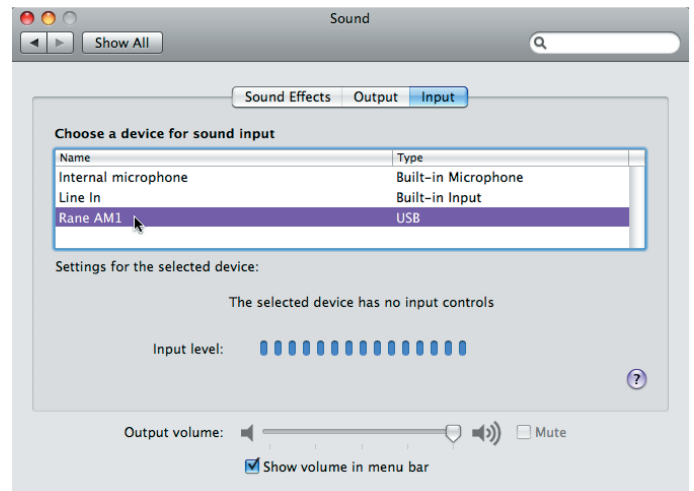 Sound
Show All
Sound Effects Output Input
Choose a device for sound input
Name Type
Internal microphone Built-in Microphone
Line In Built-in Input
Rane AM1 USB
Settings for the selected device:
The selected device has no input controls
Input level:
?
Output volume: Mute
Show volume in menu bar